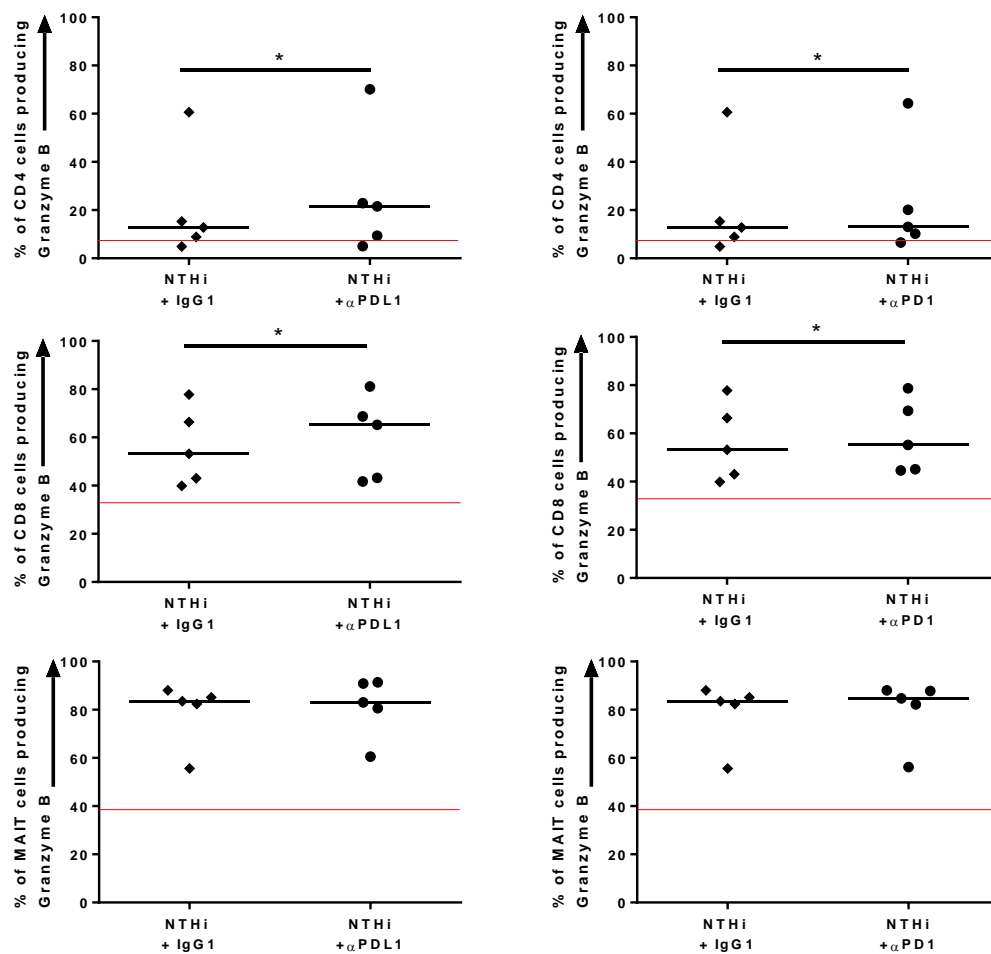 % of CD4 cells producing
Granzyme B
100
80
60
40
20
0
*
NTHi
+ IgG1
NTHi
+ αPDL1
% of CD4 cells producing
Granzyme B
100
80
60
40
20
0
*
NTHi
+ IgG1
NTHi
+ αPD1
% of CD8 cells producing
Granzyme B
100
80
60
40
20
0
*
NTHi
+ IgG1
NTHi
+ αPDL1
% of CD8 cells producing
Granzyme B
100
80
60
40
20
0
*
NTHi
+ IgG1
NTHi
+ αPD1
% of MAIT cells producing
Granzyme B
100
80
60
40
20
0
NTHi
+ IgG1
NTHi
+ αPDL1
% of MAIT cells producing
Granzyme B
100
80
60
40
20
0
NTHi
+ IgG1
NTHi
+ αPD1